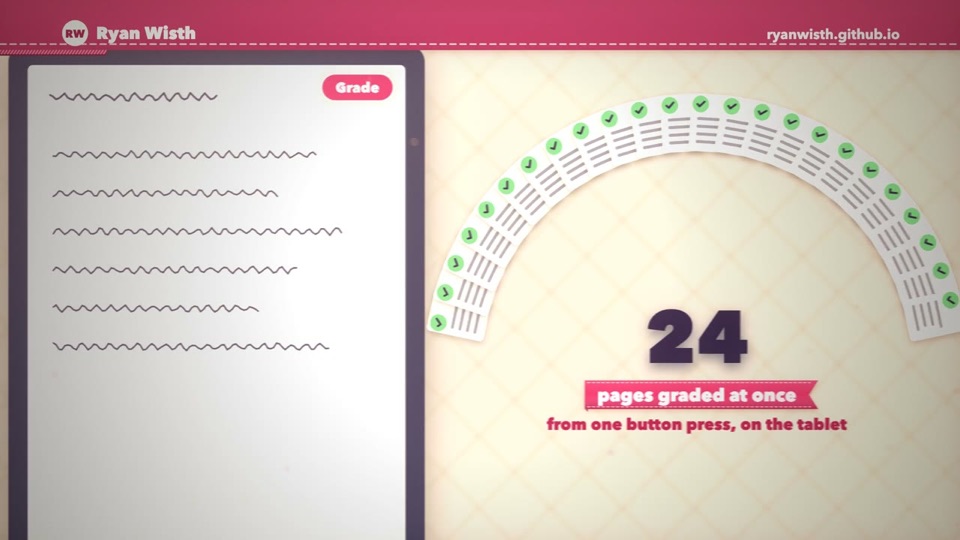 RW Ryan Wisth
ryanwisth.github.io
Grade
24
pages graded at once
from one button press, on the tablet